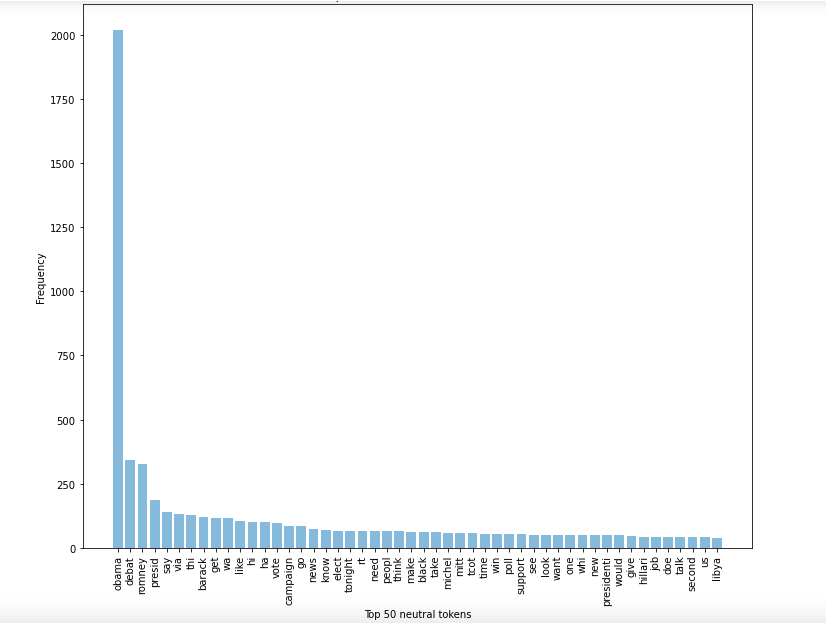 Frequency
2000
1750
1500
1250
1000
750
500
250
0
obama
debat
romney
presid
say
via
thi
barack
get
wa
like
hi
ha
vote
campaign
go
news
know
elect
tonight
rt
need
peopl
think
make
black
take
michel
mitt
tcot
time
win
poll
support
see
look
want
one
whi
new
presidenti
would
give
hillari
job
doe
talk
second
us
libya
Top 50 neutral tokens